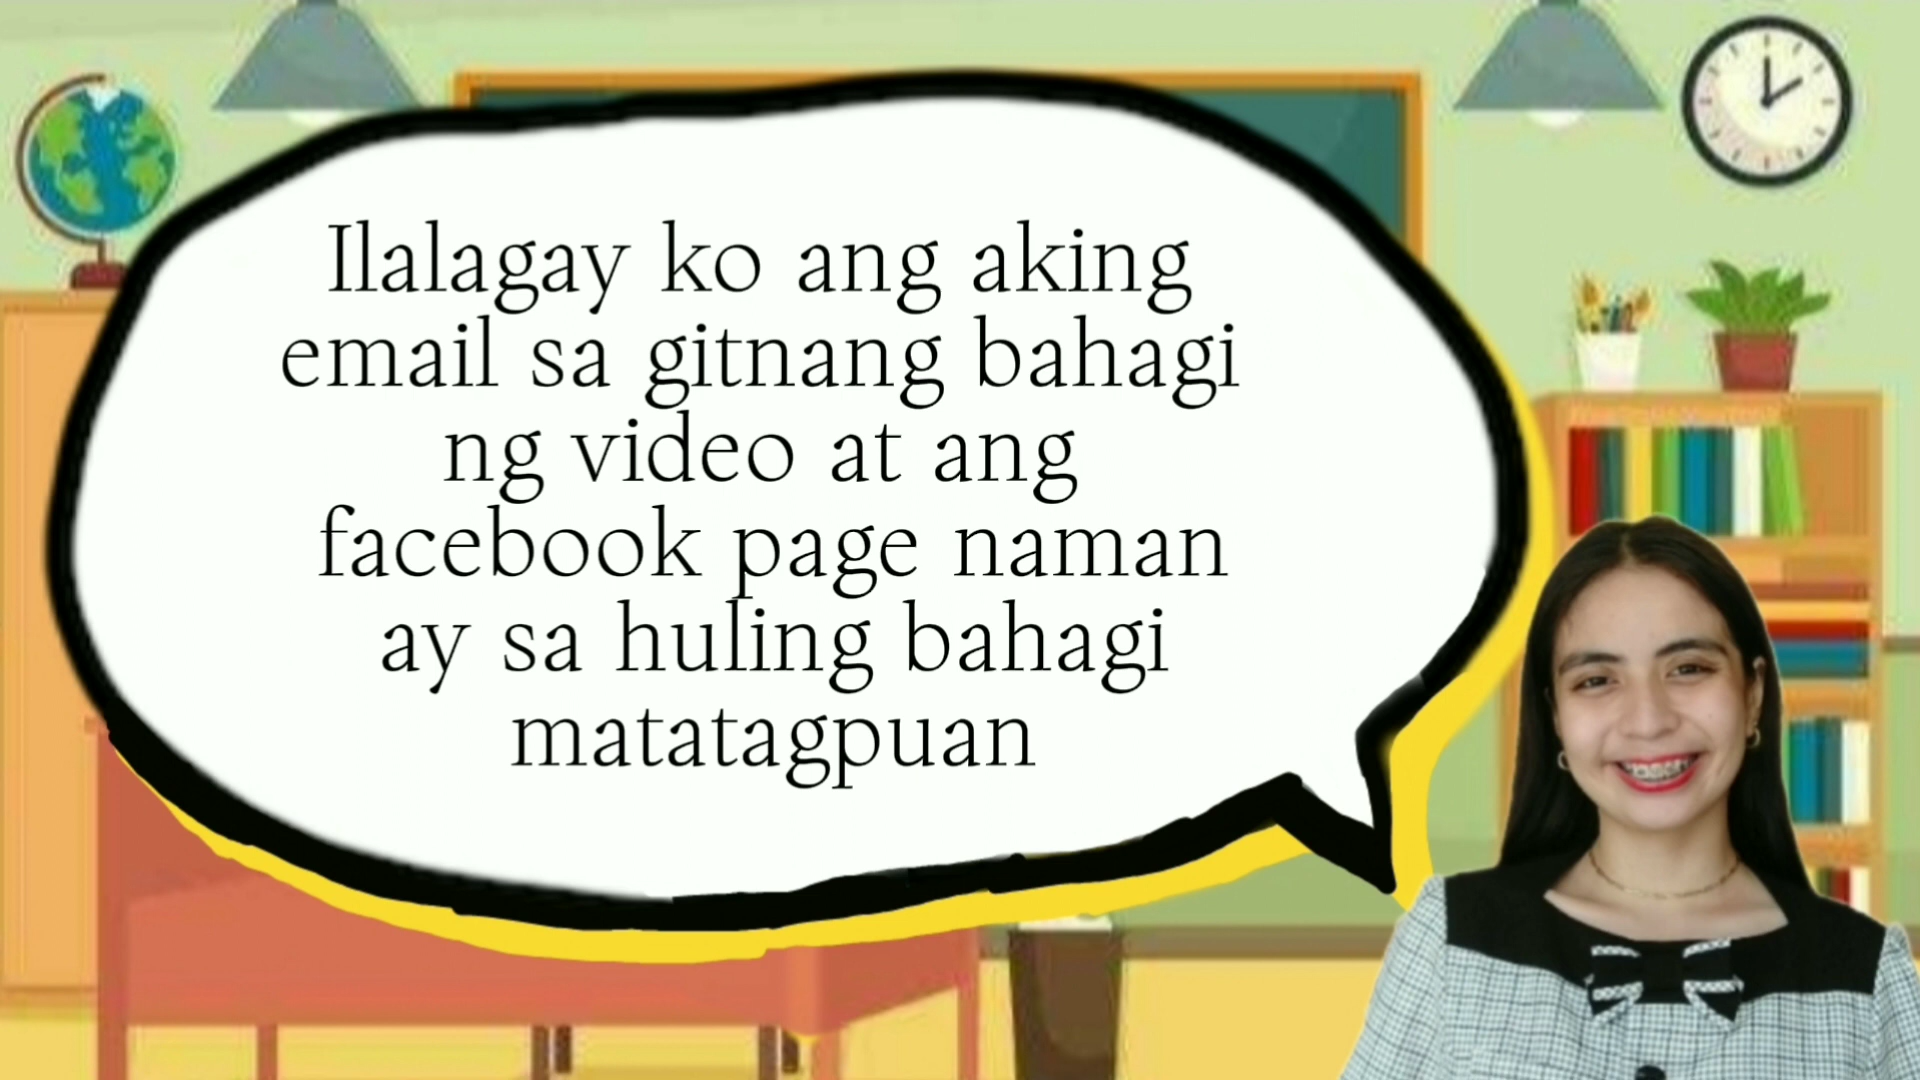 Ilalagay ko ang aking
email sa gitnang bahagi
ng video at ang
facebook page naman
ay sa huling bahagi
matatagpuan